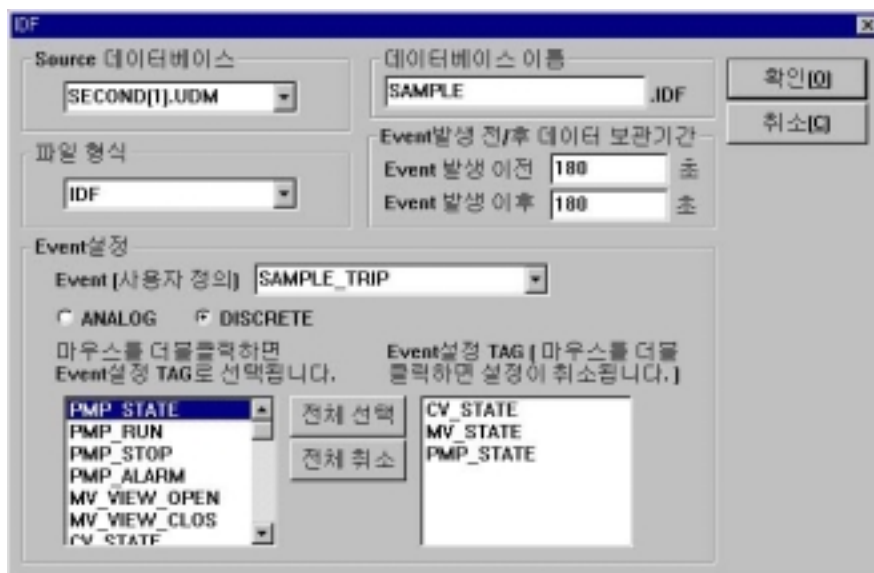 IDF
Source 데이터베이스
SECOND[1].UDM
데이터베이스 이름
SAMPLE .IDF
확인[O]
취소[C]
파일 형식
IDF
Event발생 전/후 데이터 보관기간
Event 발생 이전 180 초
Event 발생 이후 180 초
Event설정
Event [사용자 정의] SAMPLE_TRIP
ANALOG DISCRETE
마우스를 더블클릭하면
Event설정 TAG로 선택됩니다.
Event설정 TAG [ 마우스를 더블
클릭하면 설정이 취소됩니다. ]
PMP_STATE
PMP_RUN
PMP_STOP
PMP_ALARM
MV_VIEW_OPEN
MV_VIEW_CLOS
CV_STATE
전체 선택
전체 취소
CV_STATE
MV_STATE
PMP_STATE